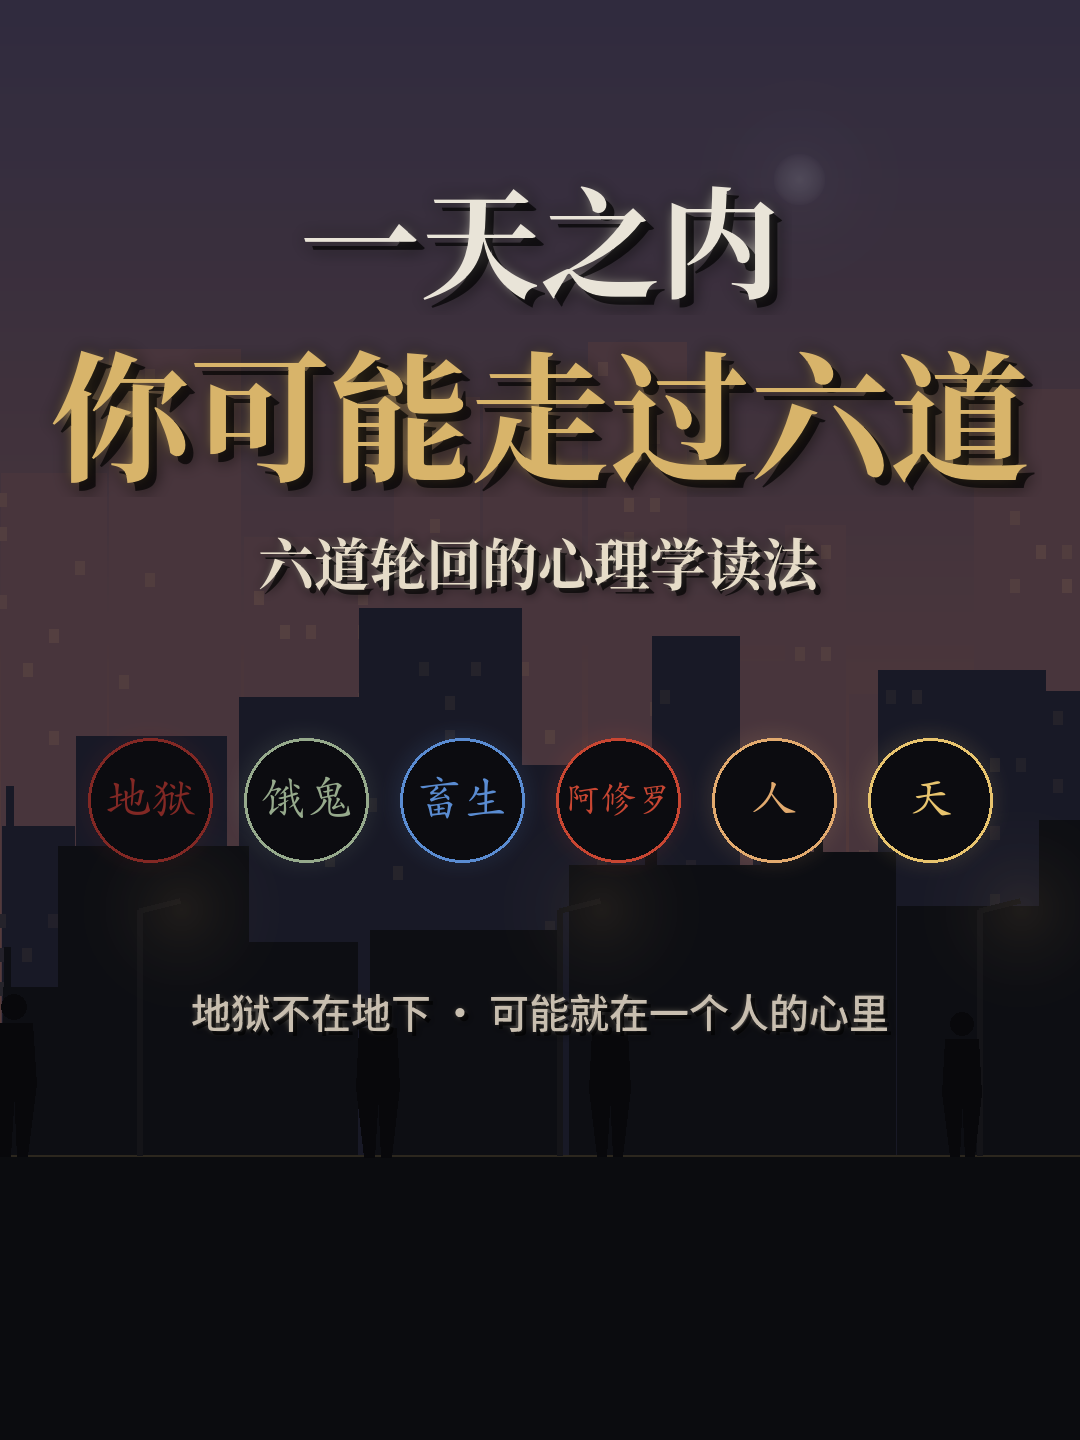 一天之内
你可能走过六道
六道轮回的心理学读法
地狱 饿鬼 畜生 阿修罗 人 天
地狱不在地下 · 可能就在一个人的心里